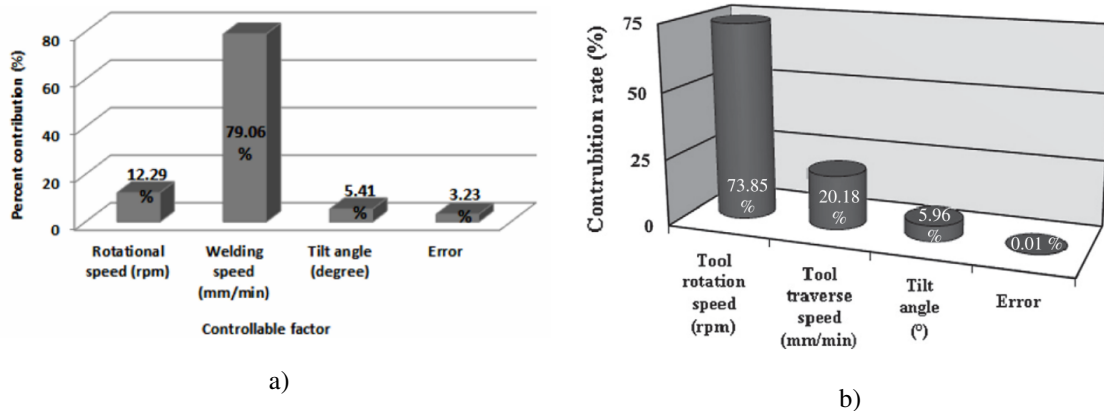 Percent contribution (%)
80
60
40
20
0
12.29
%
79.06
%
5.41
%
3.23
%
Rotational
speed (rpm)
Welding
speed
(mm/min)
Tilt angle
(degree)
Error
Controllable factor
a)
Contrubition rate (%)
75
50
25
0
73.85
%
20.18
%
5.96
%
0.01 %
Tool
rotation
speed
(rpm)
Tool
traverse
speed
(mm/min)
Tilt
angle
(°)
Error
b)